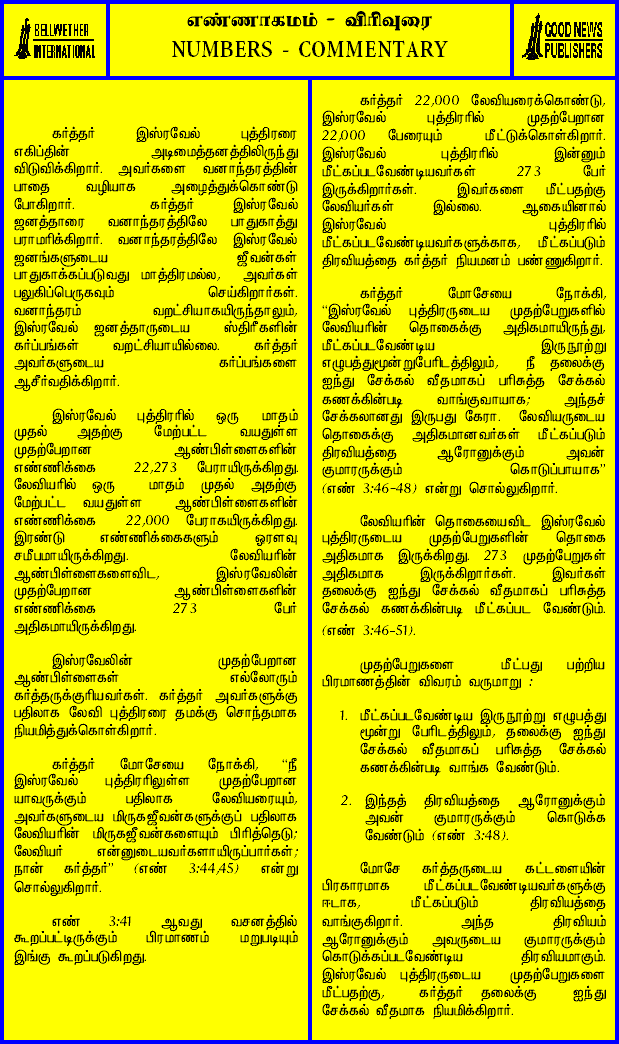 BELLWETHER
INTERNATIONAL
எண்ணாகமம் - விரிவுரை
NUMBERS - COMMENTARY
GOOD NEWS
PUBLISHERS
கர்த்தர் இஸ்ரவேல் புத்திரரை
எகிப்தின் அடிமைத்தனத்திலிருந்து
விடுவிக்கிறார். அவர்களை வனாந்தரத்தின்
பாதை வழியாக அழைத்துக்கொண்டு
போகிறார். கர்த்தர் இஸ்ரவேல்
ஜனத்தாரை வனாந்தரத்திலே பாதுகாத்து
பராமரிக்கிறார். வனாந்தரத்திலே இஸ்ரவேல்
ஜனங்களுடைய ஜீவன்கள்
பாதுகாக்கப்படுவது மாத்திரமல்ல, அவர்கள்
பலுகிப்பெருகவும் செய்கிறார்கள்.
வனாந்தரம் வறட்சியாகயிருந்தாலும்,
இஸ்ரவேல் ஜனத்தாருடைய ஸ்திரீகளின்
கர்ப்பங்கள் வறட்சியாயில்லை. கர்த்தர்
அவர்களுடைய கர்ப்பங்களை
ஆசீர்வதிக்கிறார்.
இஸ்ரவேல் புத்திரரில் ஒரு மாதம்
முதல் அதற்கு மேற்பட்ட வயதுள்ள
முதற்பேறான ஆண்பிள்ளைகளின்
எண்ணிக்கை 22,273 பேராயிருக்கிறது.
லேவியரில் ஒரு மாதம் முதல் அதற்கு
மேற்பட்ட வயதுள்ள ஆண்பிள்ளைகளின்
எண்ணிக்கை 22,000 பேராகயிருக்கிறது.
இரண்டு எண்ணிக்கைகளும் ஓரளவு
சமீபமாயிருக்கிறது. லேவியரின்
ஆண்பிள்ளைகளைவிட, இஸ்ரவேலின்
முதற்பேறான ஆண்பிள்ளைகளின்
எண்ணிக்கை 273 பேர்
அதிகமாயிருக்கிறது.
இஸ்ரவேலின் முதற்பேறான
ஆண்பிள்ளைகள் எல்லோரும்
கர்த்தருக்குரியவர்கள். கர்த்தர் அவர்களுக்கு
பதிலாக லேவி புத்திரரை தமக்கு சொந்தமாக
நியமித்துக்கொள்கிறார்.
கர்த்தர் மோசேயை நோக்கி, “நீ
இஸ்ரவேல் புத்திரரிலுள்ள முதற்பேறான
யாவருக்கும் பதிலாக லேவியரையும்,
அவர்களுடைய மிருகஜீவன்களுக்குப் பதிலாக
லேவியரின் மிருகஜீவன்களையும் பிரித்தெடு;
லேவியர் என்னுடையவர்களாயிருப்பார்கள்;
நான் கர்த்தர்” (எண் 3:44,45) என்று
சொல்லுகிறார்.
எண் 3:41 ஆவது வசனத்தில்
கூறப்பட்டிருக்கும் பிரமாணம் மறுபடியும்
இங்கு கூறப்படுகிறது.
கர்த்தர் 22,000 லேவியரைக்கொண்டு,
இஸ்ரவேல் புத்திரரில் முதற்பேறான
22,000 பேரையும் மீட்டுக்கொள்கிறார்.
இஸ்ரவேல் புத்திரரில் இன்னும்
மீட்கப்படவேண்டியவர்கள் 273 பேர்
இருக்கிறார்கள். இவர்களை மீட்பதற்கு
லேவியர்கள் இல்லை. ஆகையினால்
இஸ்ரவேல் புத்திரரில்
மீட்கப்படவேண்டியவர்களுக்காக, மீட்கப்படும்
திரவியத்தை கர்த்தர் நியமனம் பண்ணுகிறார்.
கர்த்தர் மோசேயை நோக்கி,
“இஸ்ரவேல் புத்திரருடைய முதற்பேறுகளில்
லேவியரின் தொகைக்கு அதிகமாயிருந்து,
மீட்கப்படவேண்டிய இருநூற்று
எழுபத்துமூன்றுபேரிடத்திலும், நீ தலைக்கு
ஐந்து சேக்கல் வீதமாகப் பரிசுத்த சேக்கல்
கணக்கின்படி வாங்குவாயாக; அந்தச்
சேக்கலானது இருபது கேரா. லேவியருடைய
தொகைக்கு அதிகமானவர்கள் மீட்கப்படும்
திரவியத்தை ஆரோனுக்கும் அவன்
குமாரருக்கும் கொடுப்பாயாக”
(எண் 3:46-48) என்று சொல்லுகிறார்.
லேவியரின் தொகையைவிட இஸ்ரவேல்
புத்திரருடைய முதற்பேறுகளின் தொகை
அதிகமாக இருக்கிறது. 273 முதற்பேறுகள்
அதிகமாக இருக்கிறார்கள். இவர்கள்
தலைக்கு ஐந்து சேக்கல் வீதமாகப் பரிசுத்த
சேக்கல் கணக்கின்படி மீட்கப்பட வேண்டும்.
(எண் 3:46-51).
முதற்பேறுகளை மீட்பது பற்றிய
பிரமாணத்தின் விவரம் வருமாறு :
1. மீட்கப்படவேண்டிய இருநூற்று எழுபத்து
மூன்று பேரிடத்திலும், தலைக்கு ஐந்து
சேக்கல் வீதமாகப் பரிசுத்த சேக்கல்
கணக்கின்படி வாங்க வேண்டும்.
2. இந்தத் திரவியத்தை ஆரோனுக்கும்
அவன் குமாரருக்கும் கொடுக்க
வேண்டும் (எண் 3:48).
மோசே கர்த்தருடைய கட்டளையின்
பிரகாரமாக மீட்கப்படவேண்டியவர்களுக்கு
ஈடாக, மீட்கப்படும் திரவியத்தை
வாங்குகிறார். அந்த திரவியம்
ஆரோனுக்கும் அவருடைய குமாரருக்கும்
கொடுக்கப்படவேண்டிய திரவியமாகும்.
இஸ்ரவேல் புத்திரருடைய முதற்பேறுகளை
மீட்பதற்கு, கர்த்தர் தலைக்கு ஐந்து
சேக்கல் வீதமாக நியமிக்கிறார்.